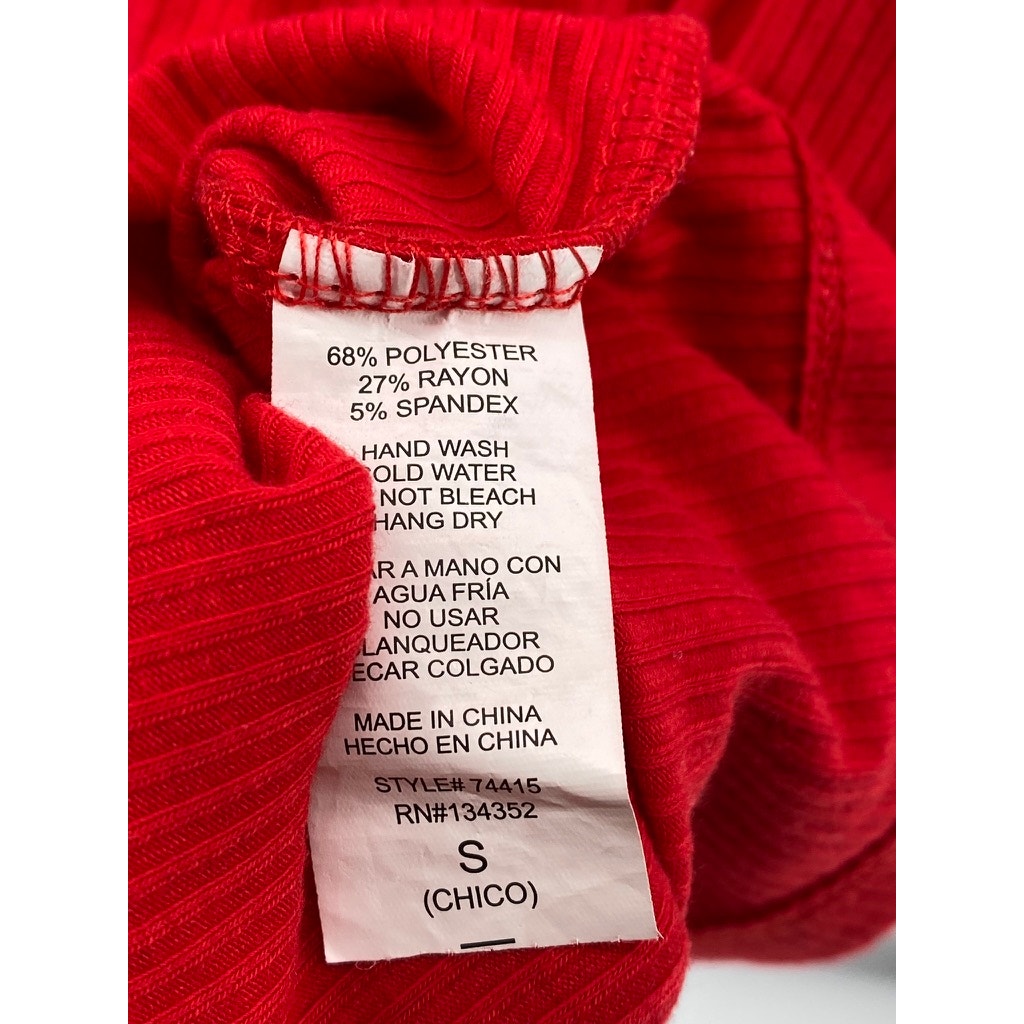 68% POLYESTER
27% RAYON
5% SPANDEX
HAND WASH
OLD WATER
NOT BLEACH
HANG DRY
AR A MANO CON
AGUA FRÍA
NO USAR
LANQUEADOR
ECAR COLGADO
MADE IN CHINA
HECHO EN CHINA
STYLE# 74415
RN#134352
S
(CHICO)